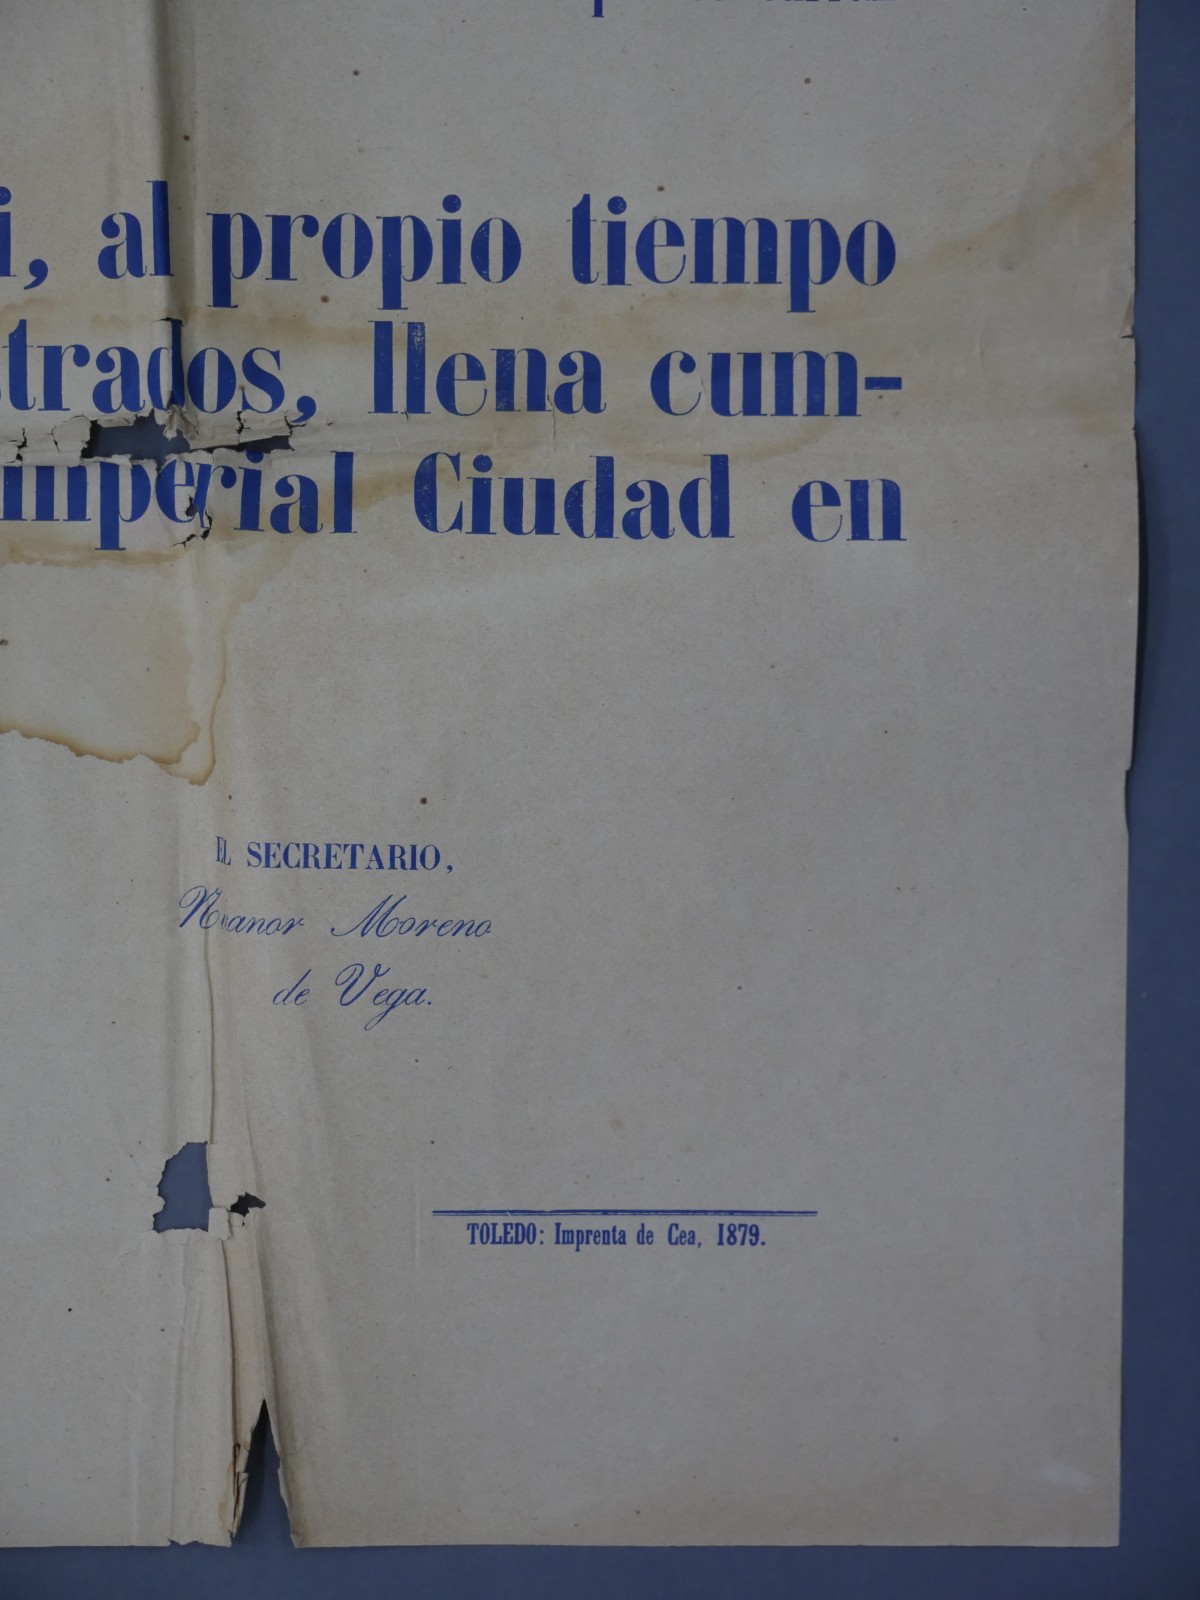 i, al propio tiempo
strados, llena cum-
imperial Ciudad en
EL SECRETARIO,
Nicanor Moreno
de Vega.
TOLEDO: Imprenta de Cea, 1879.